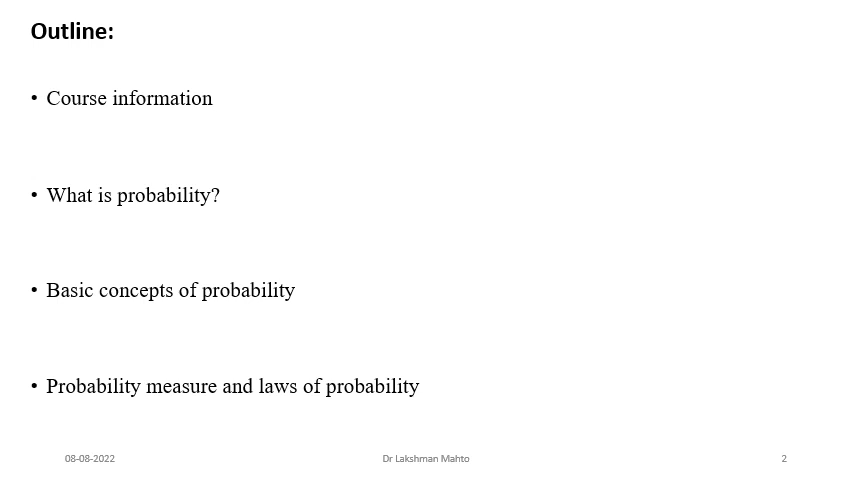 Outline:
• Course information
• What is probability?
• Basic concepts of probability
• Probability measure and laws of probability
08-08-2022 Dr Lakshman Mahto 2